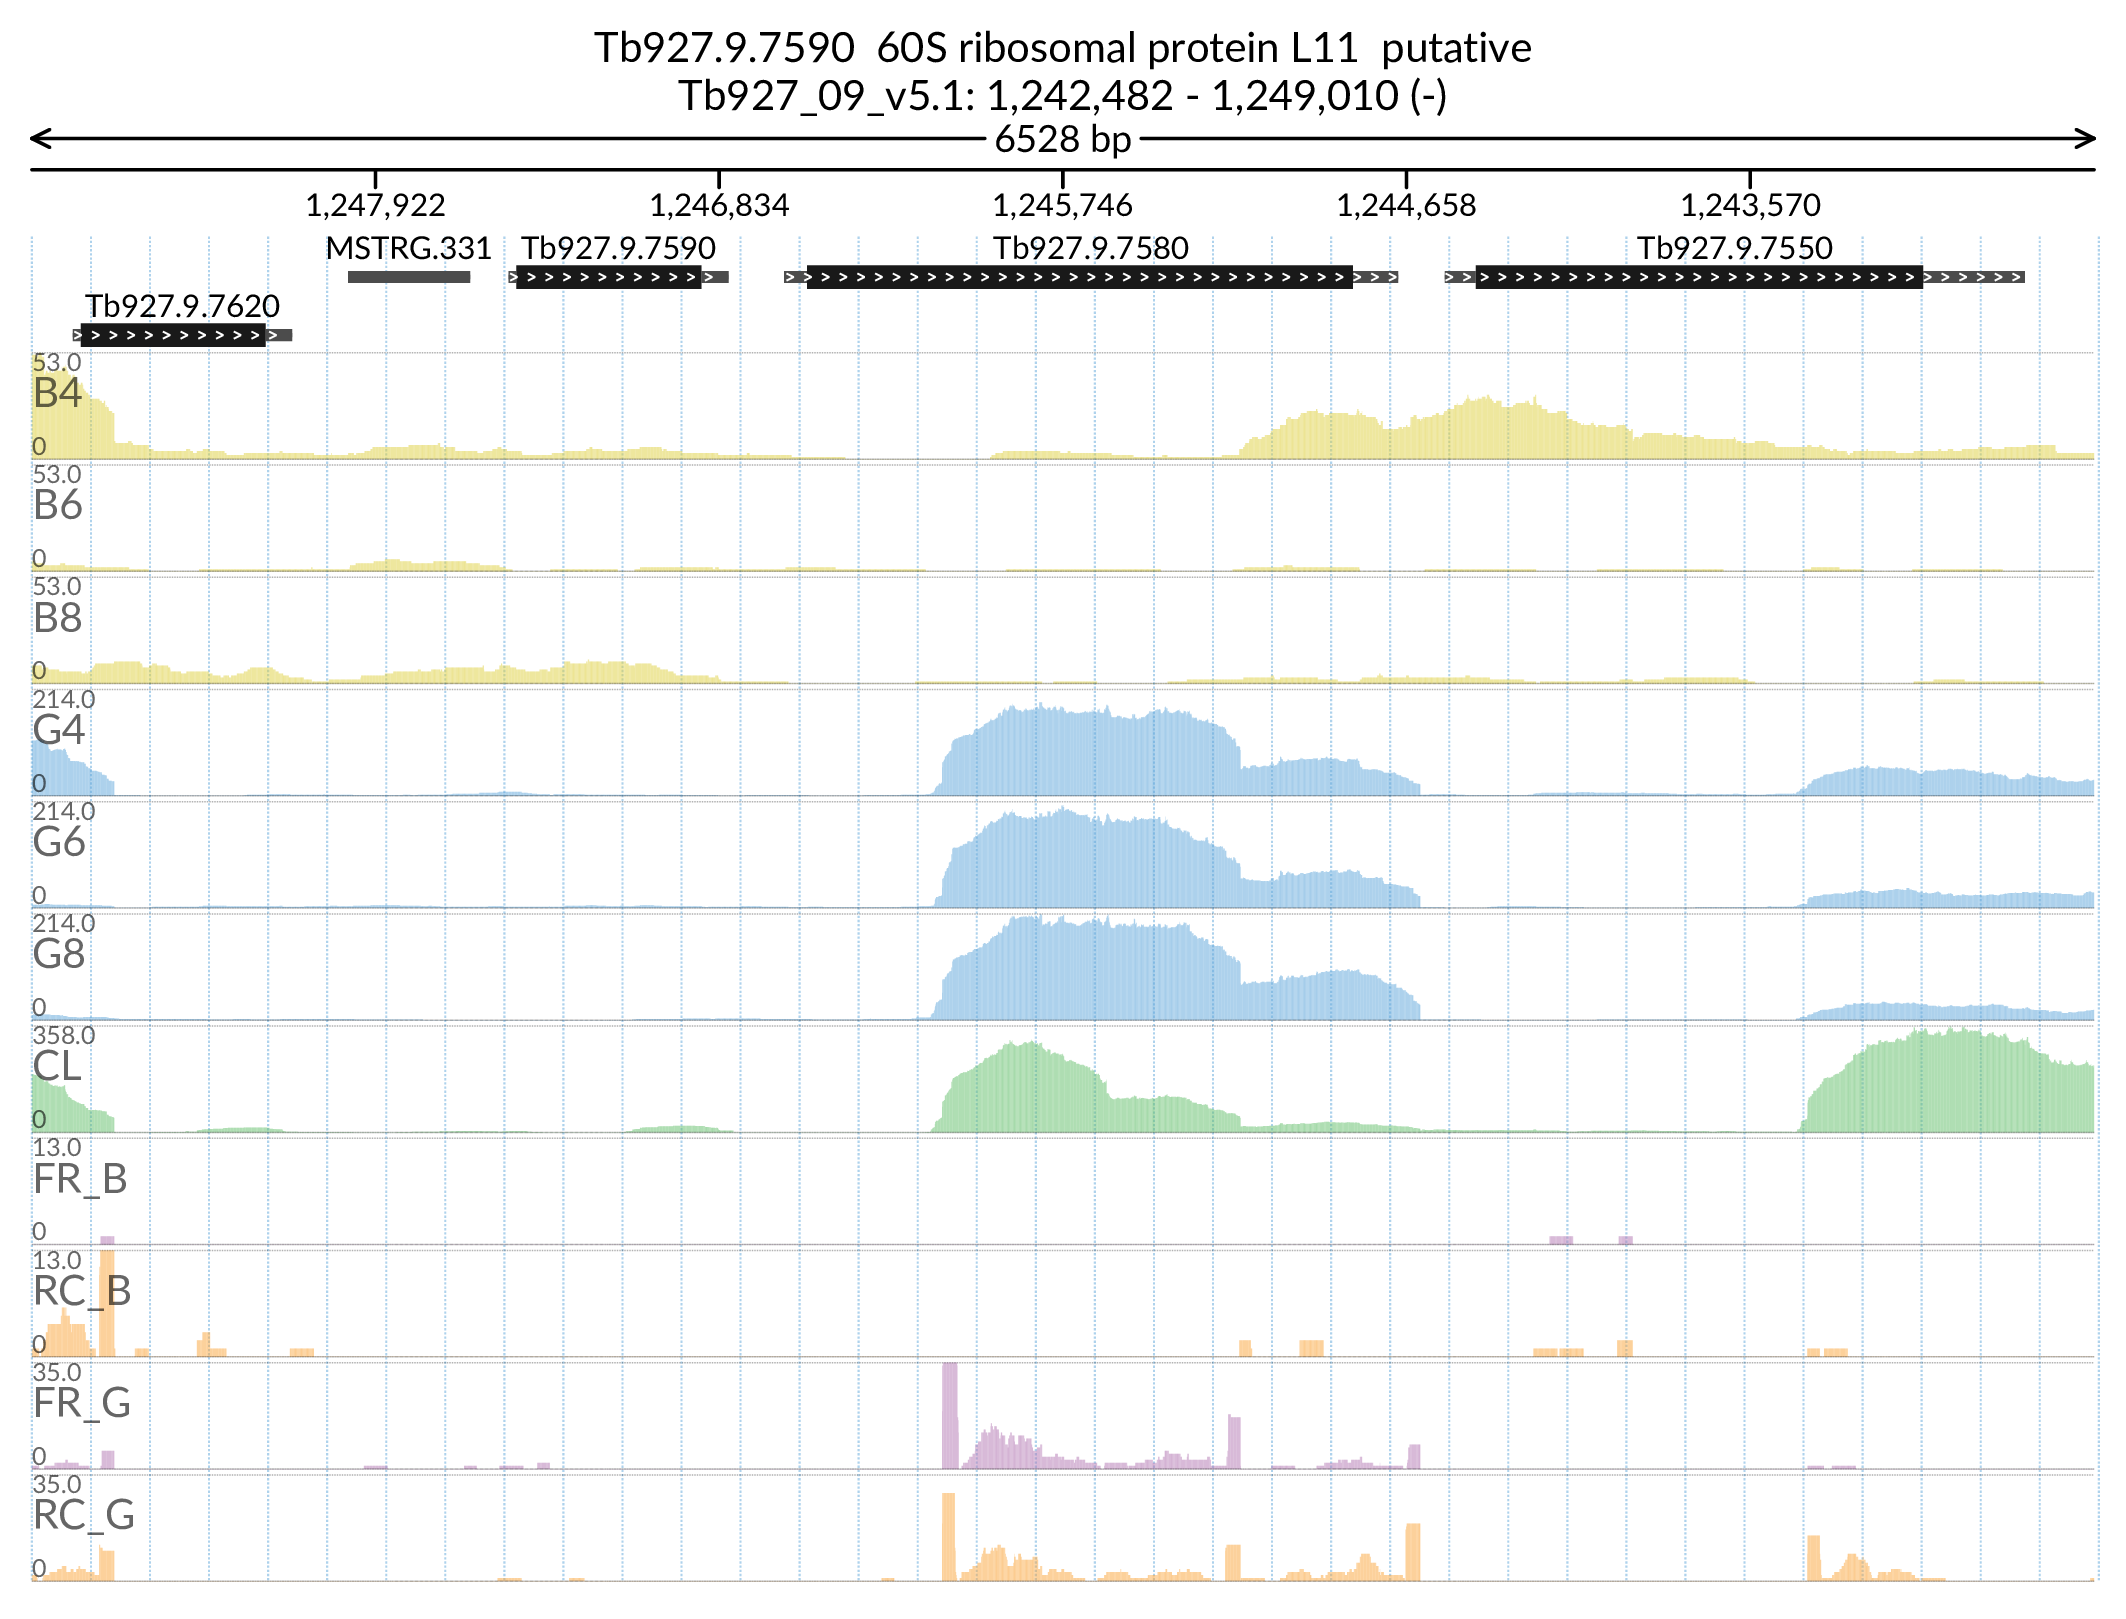 Tb927.9.7590  60S ribosomal protein L11  putative
Tb927_09_v5.1: 1,242,482 - 1,249,010 (-)
6528 bp
1,247,922 1,246,834 1,245,746 1,244,658 1,243,570
MSTRG.331 Tb927.9.7590 Tb927.9.7580 Tb927.9.7550
Tb927.9.7620
53.0
B4
0
53.0
B6
0
53.0
B8
0
214.0
G4
0
214.0
G6
0
214.0
G8
0
358.0
CL
0
13.0
FR_B
0
13.0
RC_B
0
35.0
FR_G
0
35.0
RC_G
0